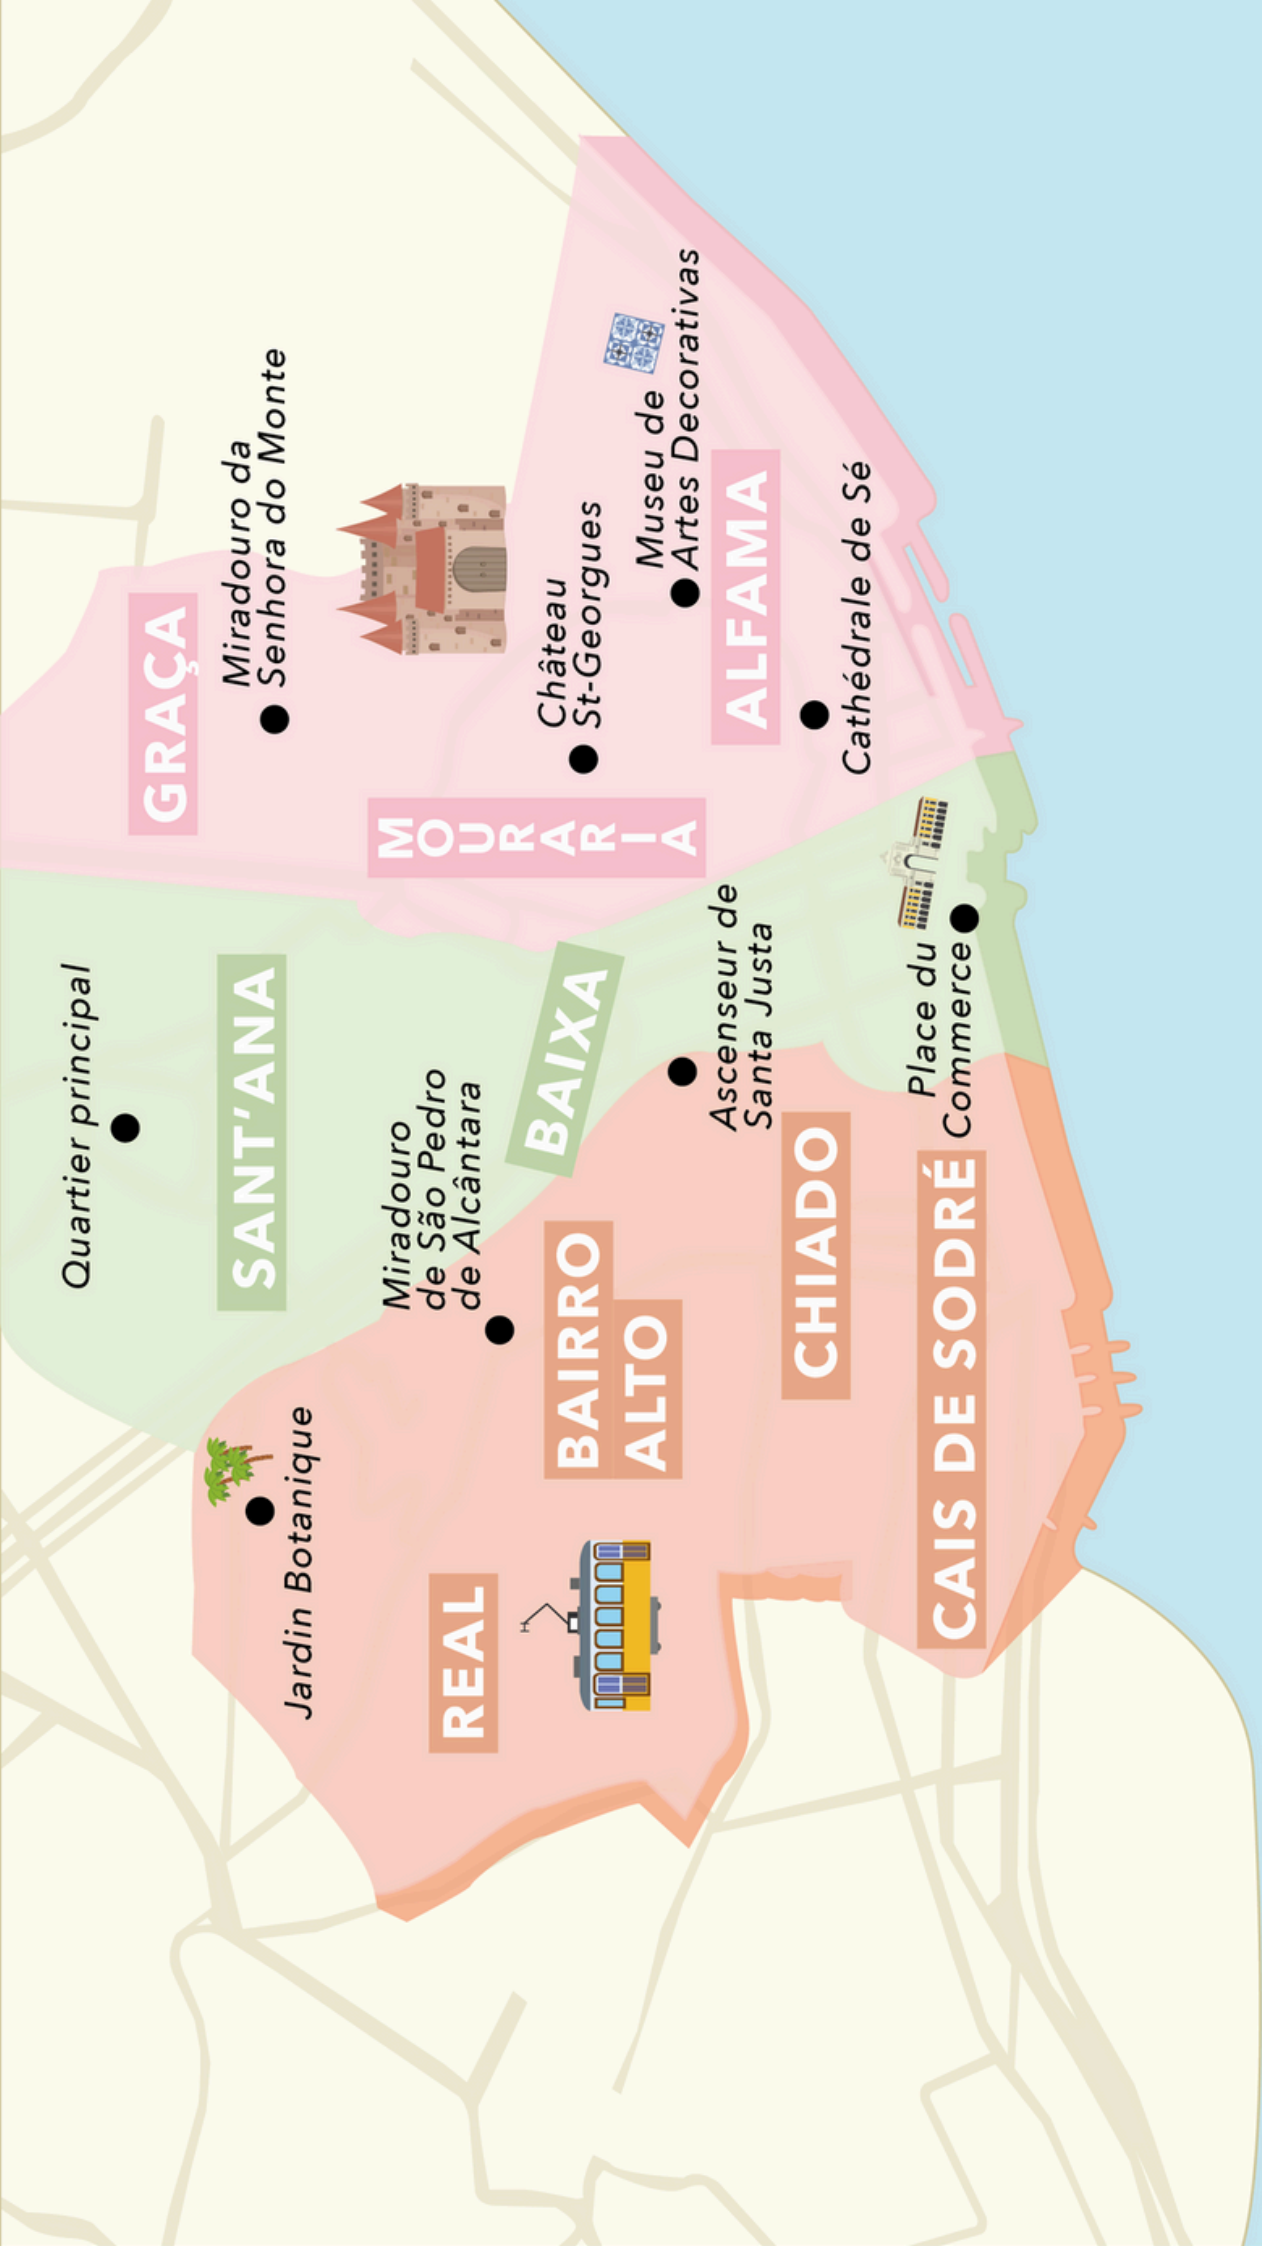 Quartier principal
SANT'ANA
GRAÇA
Miradouro da
Senhora do Monte
Jardin Botanique
Miradouro
de São Pedro
de Alcântara
MOURARIA
REAL
BAIXA
Château
St-Georgues
BAIRRO
ALTO
Museu de
Artes Decorativas
Ascenseur de
Santa Justa
ALFAMA
CHIADO
Cathédrale de Sé
Place du
Commerce
CAIS DE SODRÉ